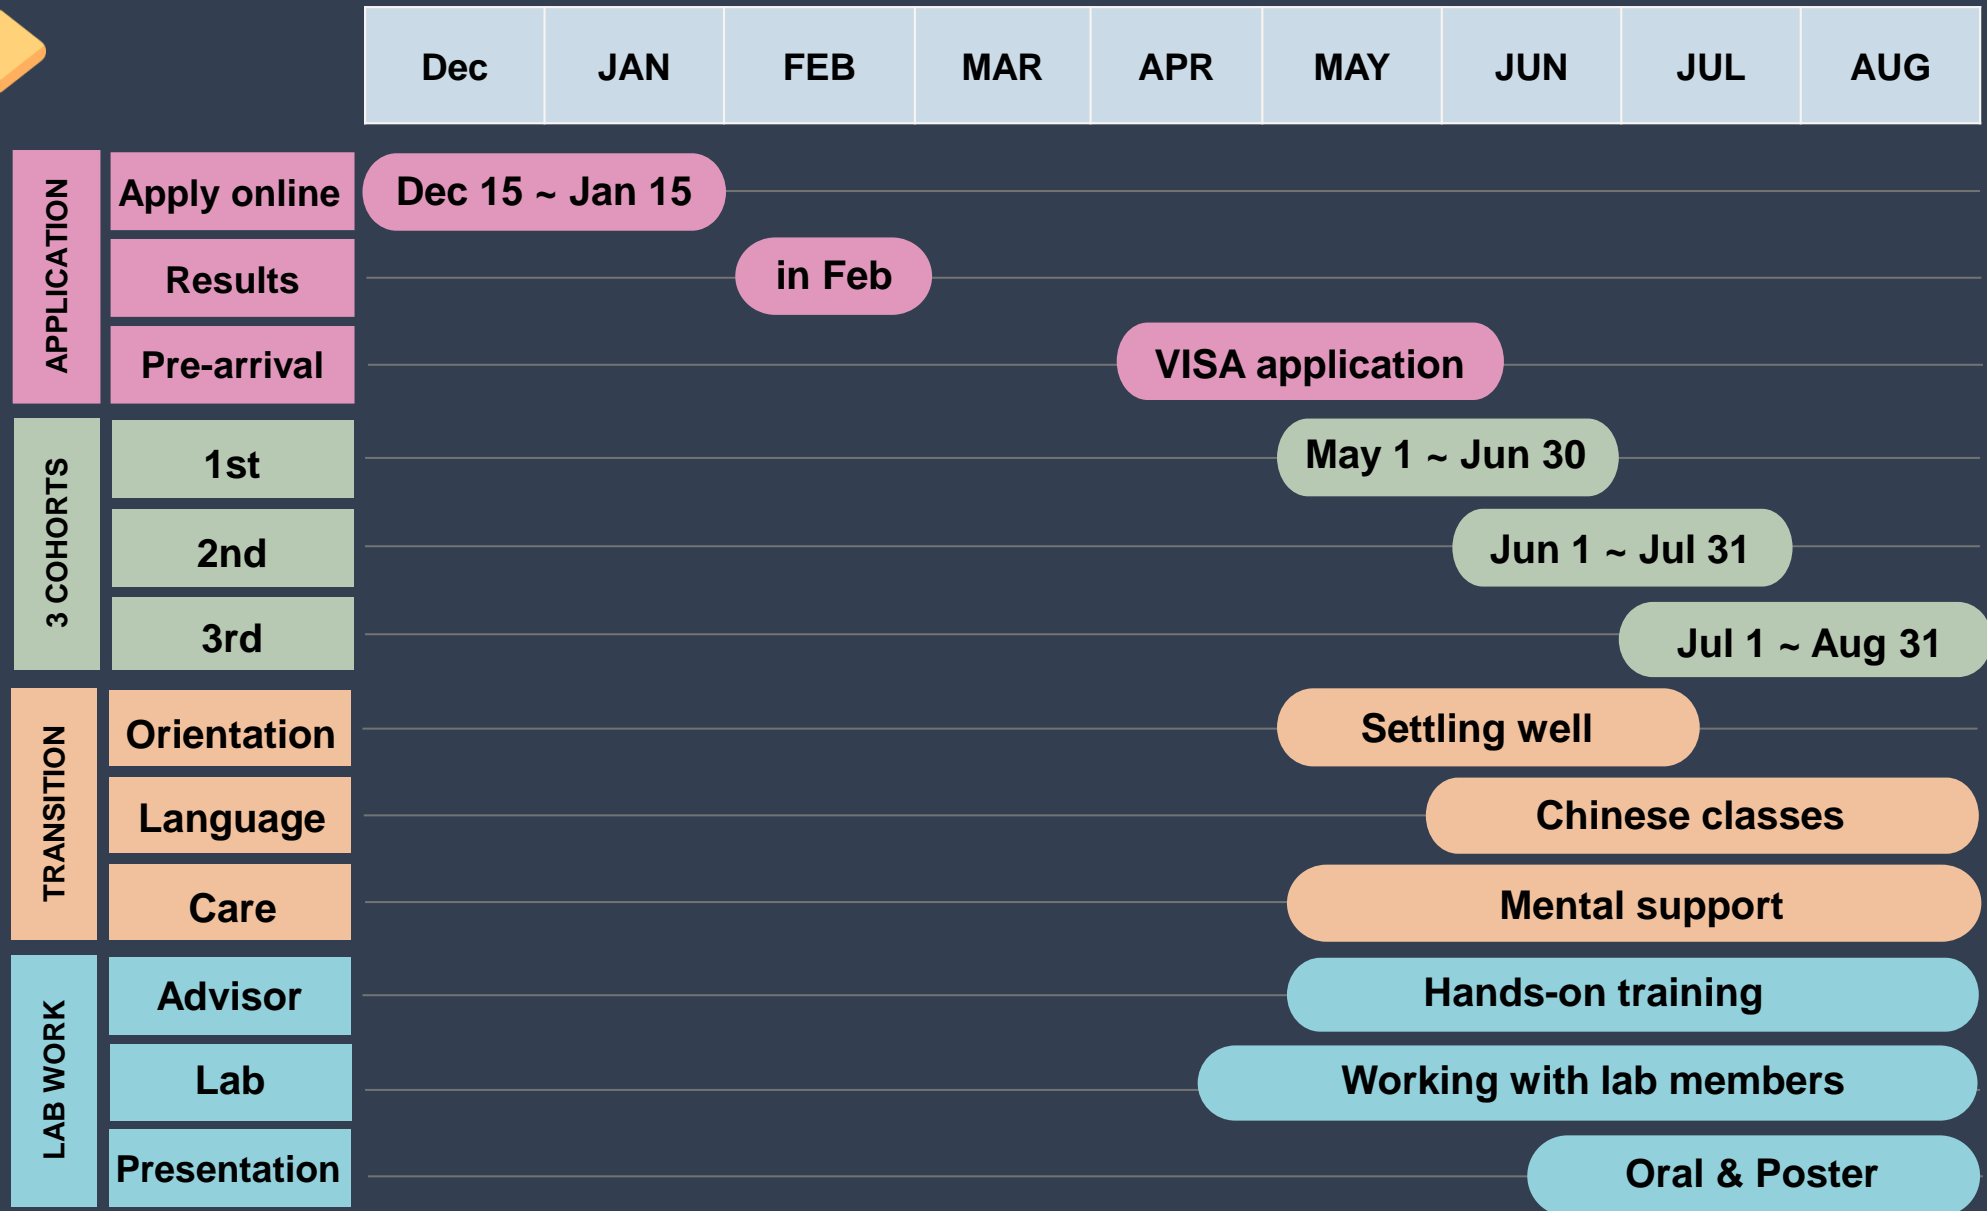 Dec JAN FEB MAR APR MAY JUN JUL AUG
APPLICATION
Apply online Dec 15 ~ Jan 15
Results in Feb
Pre-arrival VISA application
3 COHORTS
1st May 1 ~ Jun 30
2nd Jun 1 ~ Jul 31
3rd Jul 1 ~ Aug 31
TRANSITION
Orientation Settling well
Language Chinese classes
Care Mental support
LAB WORK
Advisor Hands-on training
Lab Working with lab members
Presentation Oral & Poster